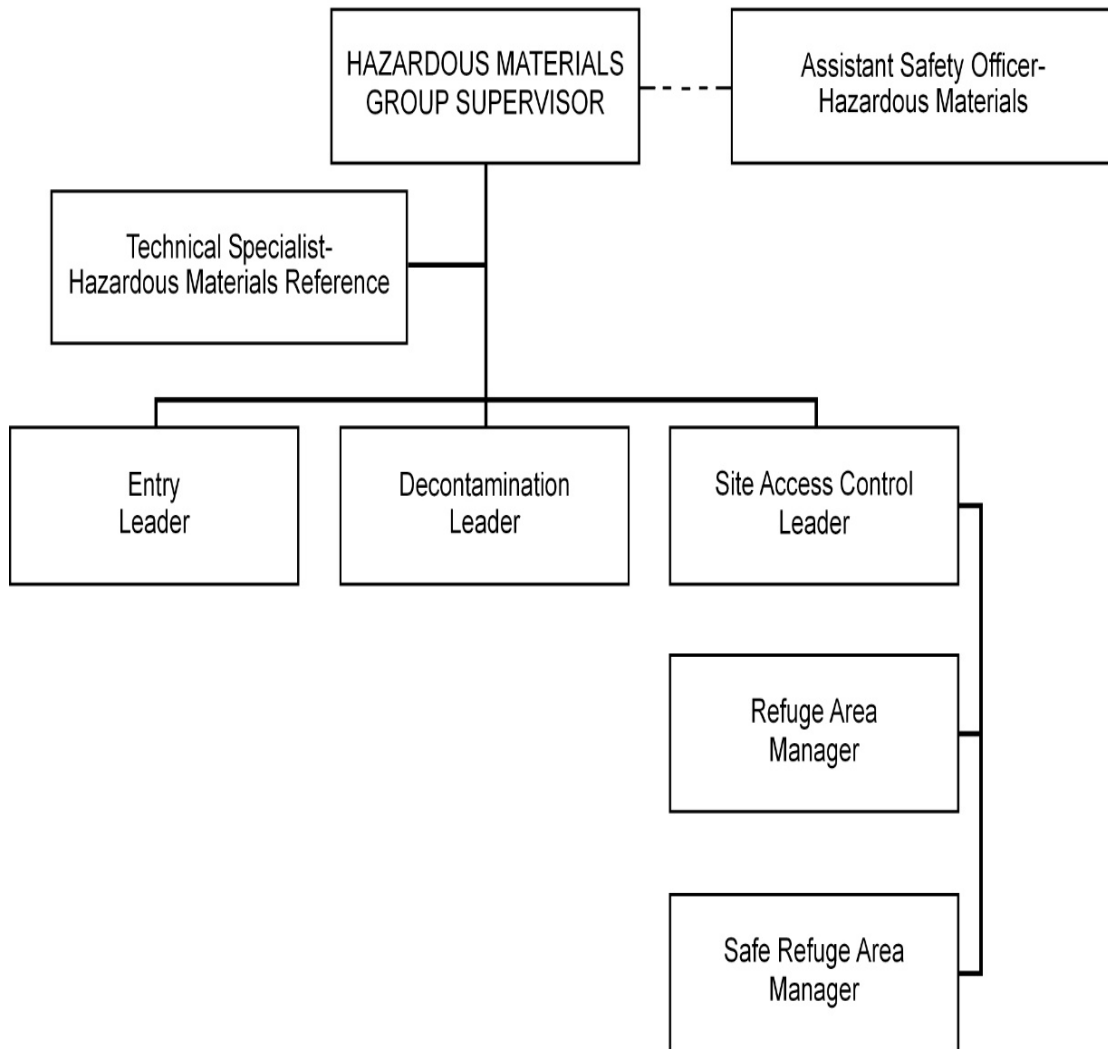 HAZARDOUS MATERIALS
GROUP SUPERVISOR
Assistant Safety Officer-
Hazardous Materials
Technical Specialist-
Hazardous Materials Reference
Entry
Leader
Decontamination
Leader
Site Access Control
Leader
Refuge Area
Manager
Safe Refuge Area
Manager